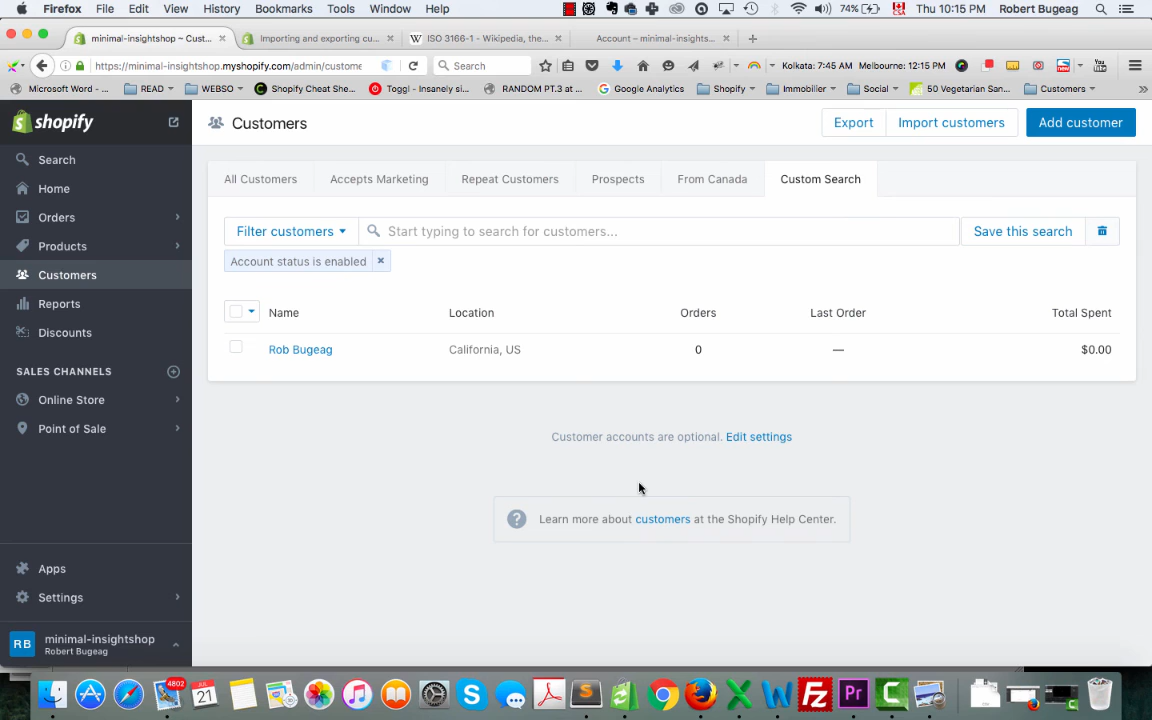 Firefox File Edit View History Bookmarks Tools Window Help 74% Thu 10:15 PM Robert Bugeag
minimal-insightshop ~ Cust... Importing and exporting cu... W ISO 3166-1 - Wikipedia, the... Account – minimal-insights...
https://minimal-insightshop.myshopify.com/admin/custome Search Kolkata: 7:45 AM Melbourne: 12:15 PM
Microsoft Word - ... READ WEBSO Shopify Cheat She... Toggl - Insanely si... RANDOM PT.3 at ... Google Analytics Shopify Immobilier Social 50 Vegetarian San... Customers
shopify
Customers
Export
Import customers
Add customer
Search
Home
Orders
Products
Customers
Reports
Discounts
SALES CHANNELS
Online Store
Point of Sale
Apps
Settings
RB
minimal-insightshop
Robert Bugeag
All Customers Accepts Marketing Repeat Customers Prospects From Canada Custom Search
Filter customers Start typing to search for customers... Save this search
Account status is enabled ×
Name Location Orders Last Order Total Spent
Rob Bugeag California, US 0 — $0.00
Customer accounts are optional. Edit settings
? Learn more about customers at the Shopify Help Center.
4802
JUL
21
Pr